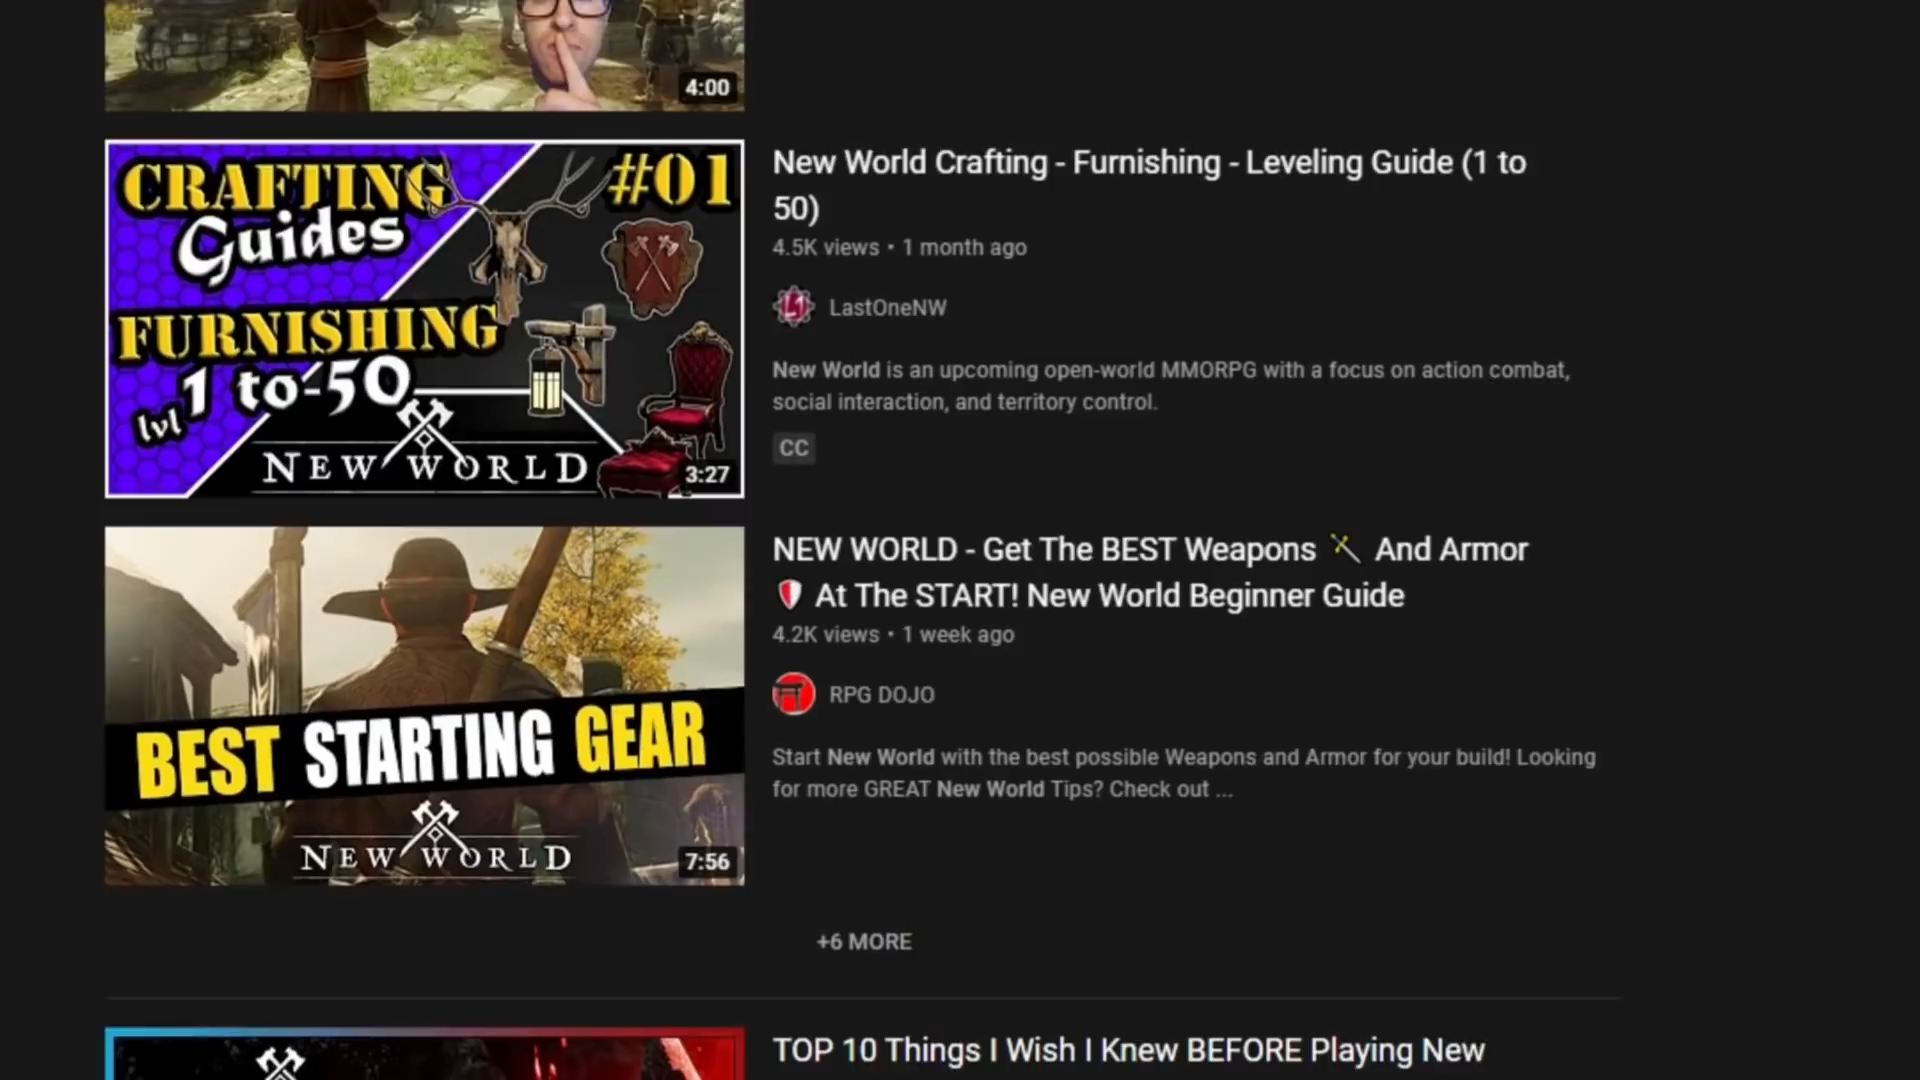 4:00
CRAFTING
Guides
#01
FURNISHING
lvl 1 to-50
NEW WORLD
3:27
New World Crafting - Furnishing - Leveling Guide (1 to
50)
4.5K views • 1 month ago
LastOneNW
New World is an upcoming open-world MMORPG with a focus on action combat,
social interaction, and territory control.
CC
BEST STARTING GEAR
NEW WORLD
7:56
NEW WORLD - Get The BEST Weapons ⚔ And Armor
🛡 At The START! New World Beginner Guide
4.2K views • 1 week ago
RPG DOJO
Start New World with the best possible Weapons and Armor for your build! Looking
for more GREAT New World Tips? Check out ...
+6 MORE
TOP 10 Things I Wish I Knew BEFORE Playing New